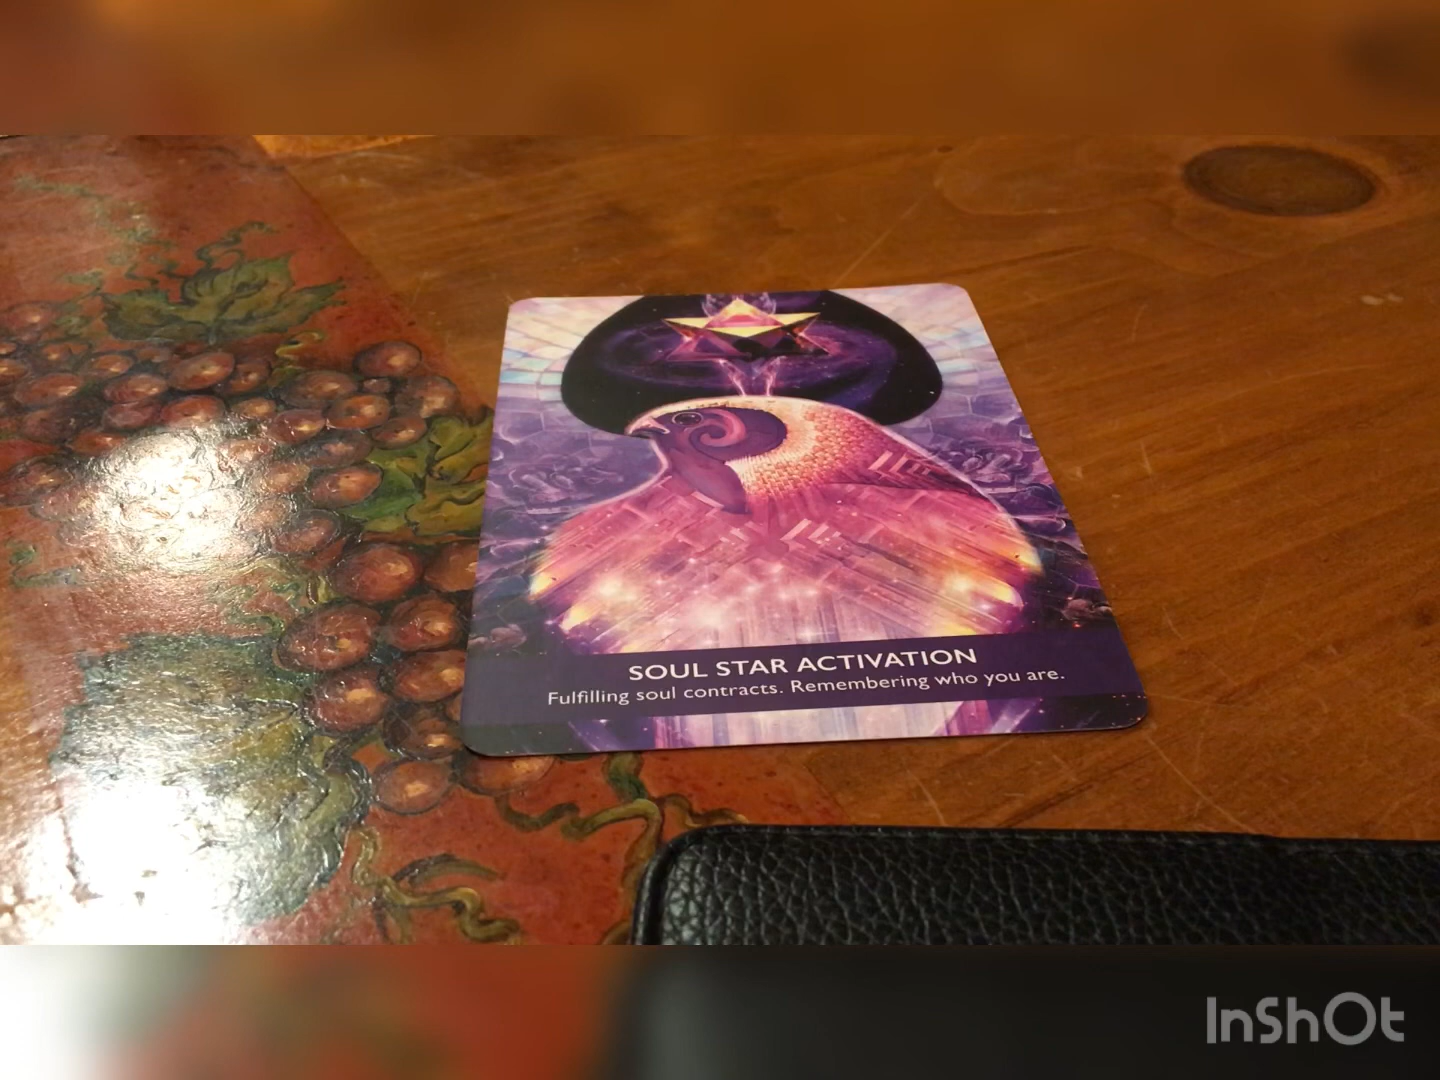 SOUL STAR ACTIVATION
Fulfilling soul contracts. Remembering who you are.
InShOt